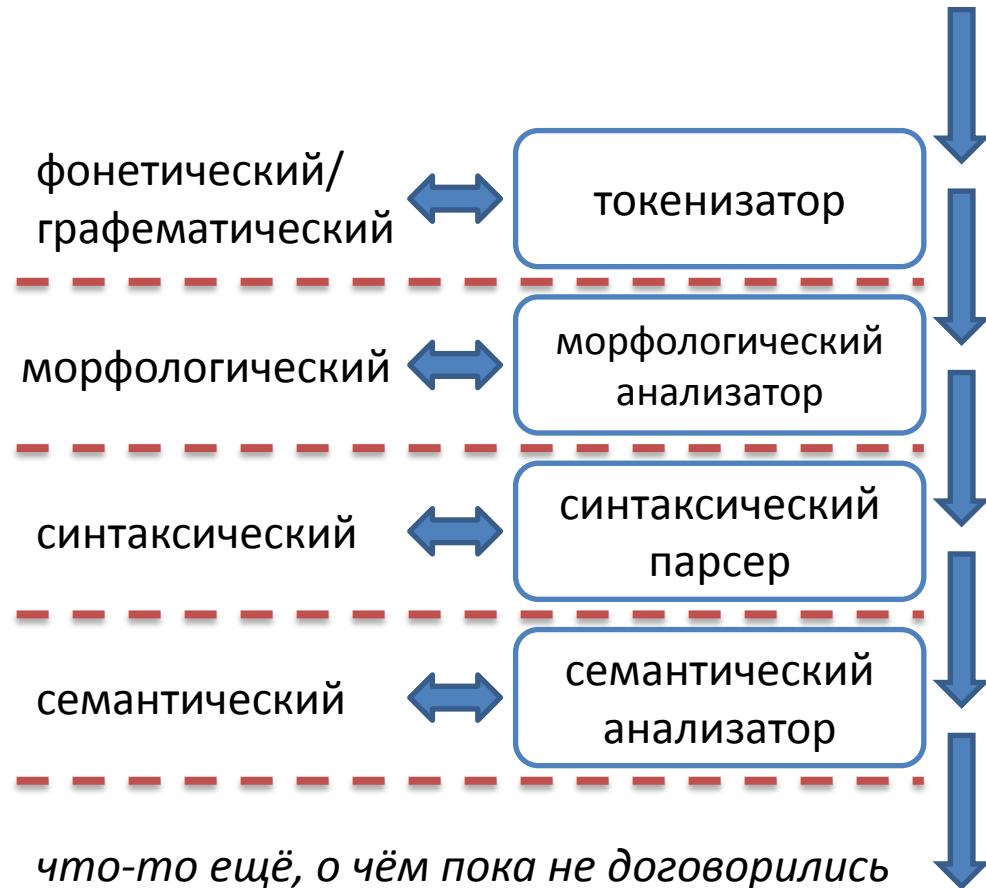 фонетический/
графематический
токенизатор
морфологический
морфологический
анализатор
синтаксический
синтаксический
парсер
семантический
семантический
анализатор
что-то ещё, о чём пока не договорились